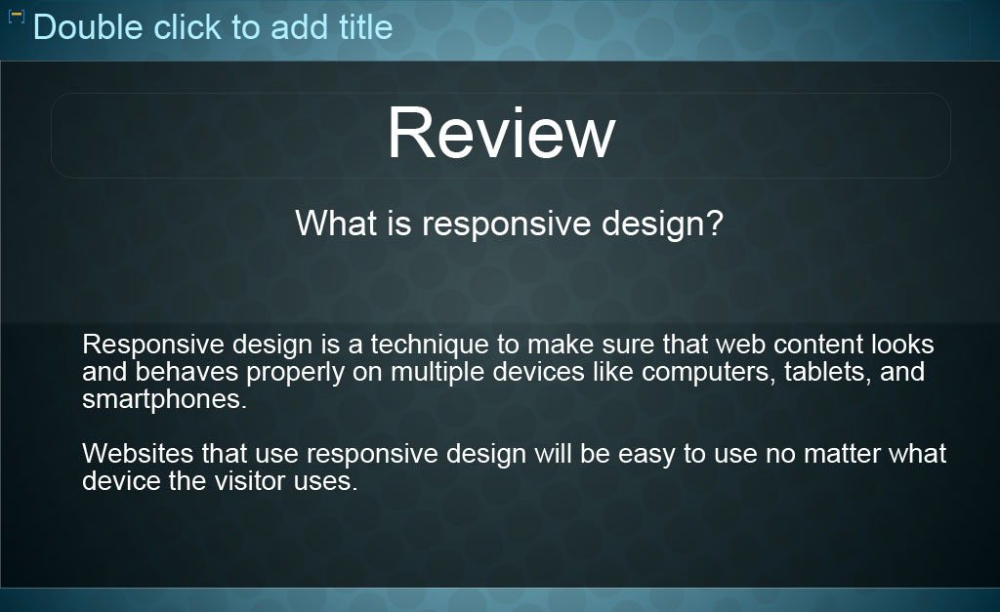 Double click to add title
Review
What is responsive design?
Responsive design is a technique to make sure that web content looks
and behaves properly on multiple devices like computers, tablets, and
smartphones.
Websites that use responsive design will be easy to use no matter what
device the visitor uses.